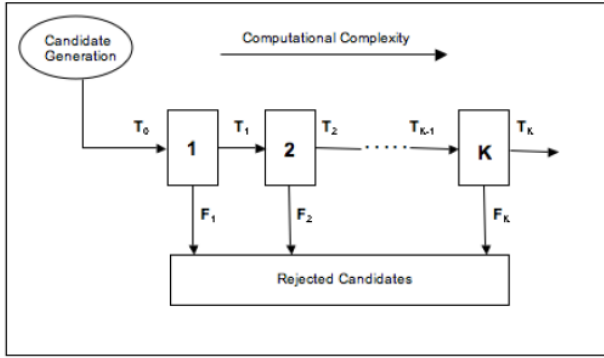 Candidate
Generation
Computational Complexity
T₀ T₁ T₂ T_K-1 T_K
1 2 ..... K
F₁ F₂ F_K
Rejected Candidates